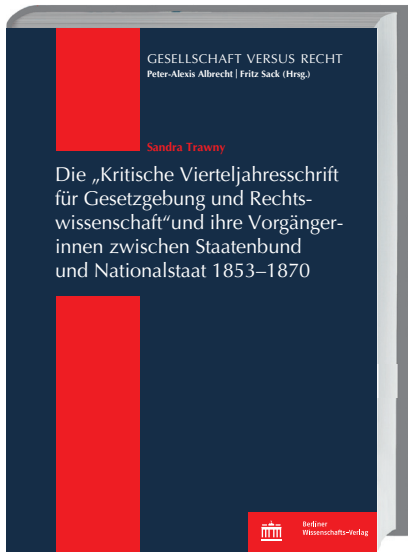 GESELLSCHAFT VERSUS RECHT
Peter-Alexis Albrecht | Fritz Sack (Hrsg.)
Sandra Trawny
Die „Kritische Vierteljahresschrift
für Gesetzgebung und Rechts-
wissenschaft“und ihre Vorgänger-
innen zwischen Staatenbund
und Nationalstaat 1853–1870
Berliner
Wissenschafts-Verlag